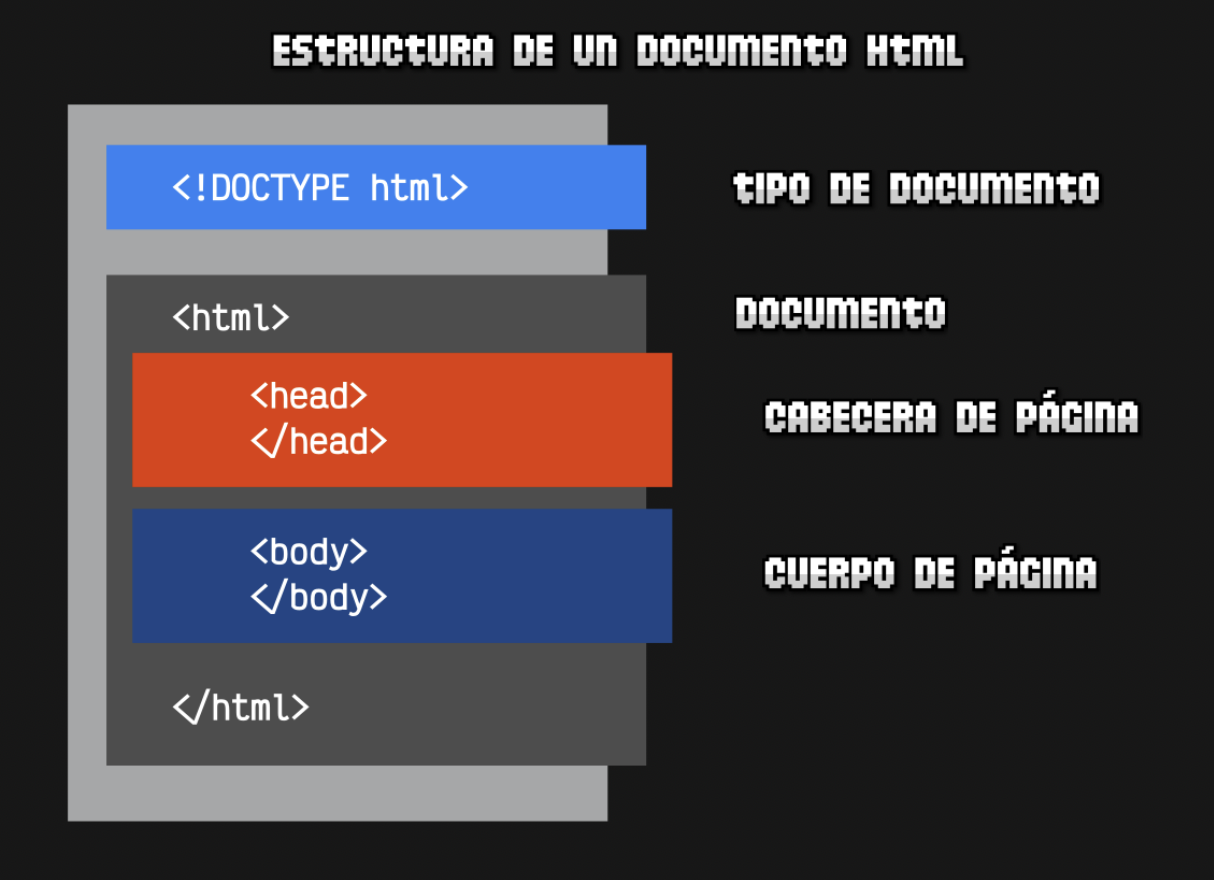 ESTRUCTURA DE UN DOCUMENTO HTML
<!DOCTYPE html>
TIPO DE DOCUMENTO
<html>
DOCUMENTO
<head>
</head>
CABECERA DE PÁGINA
<body>
</body>
CUERPO DE PÁGINA
</html>